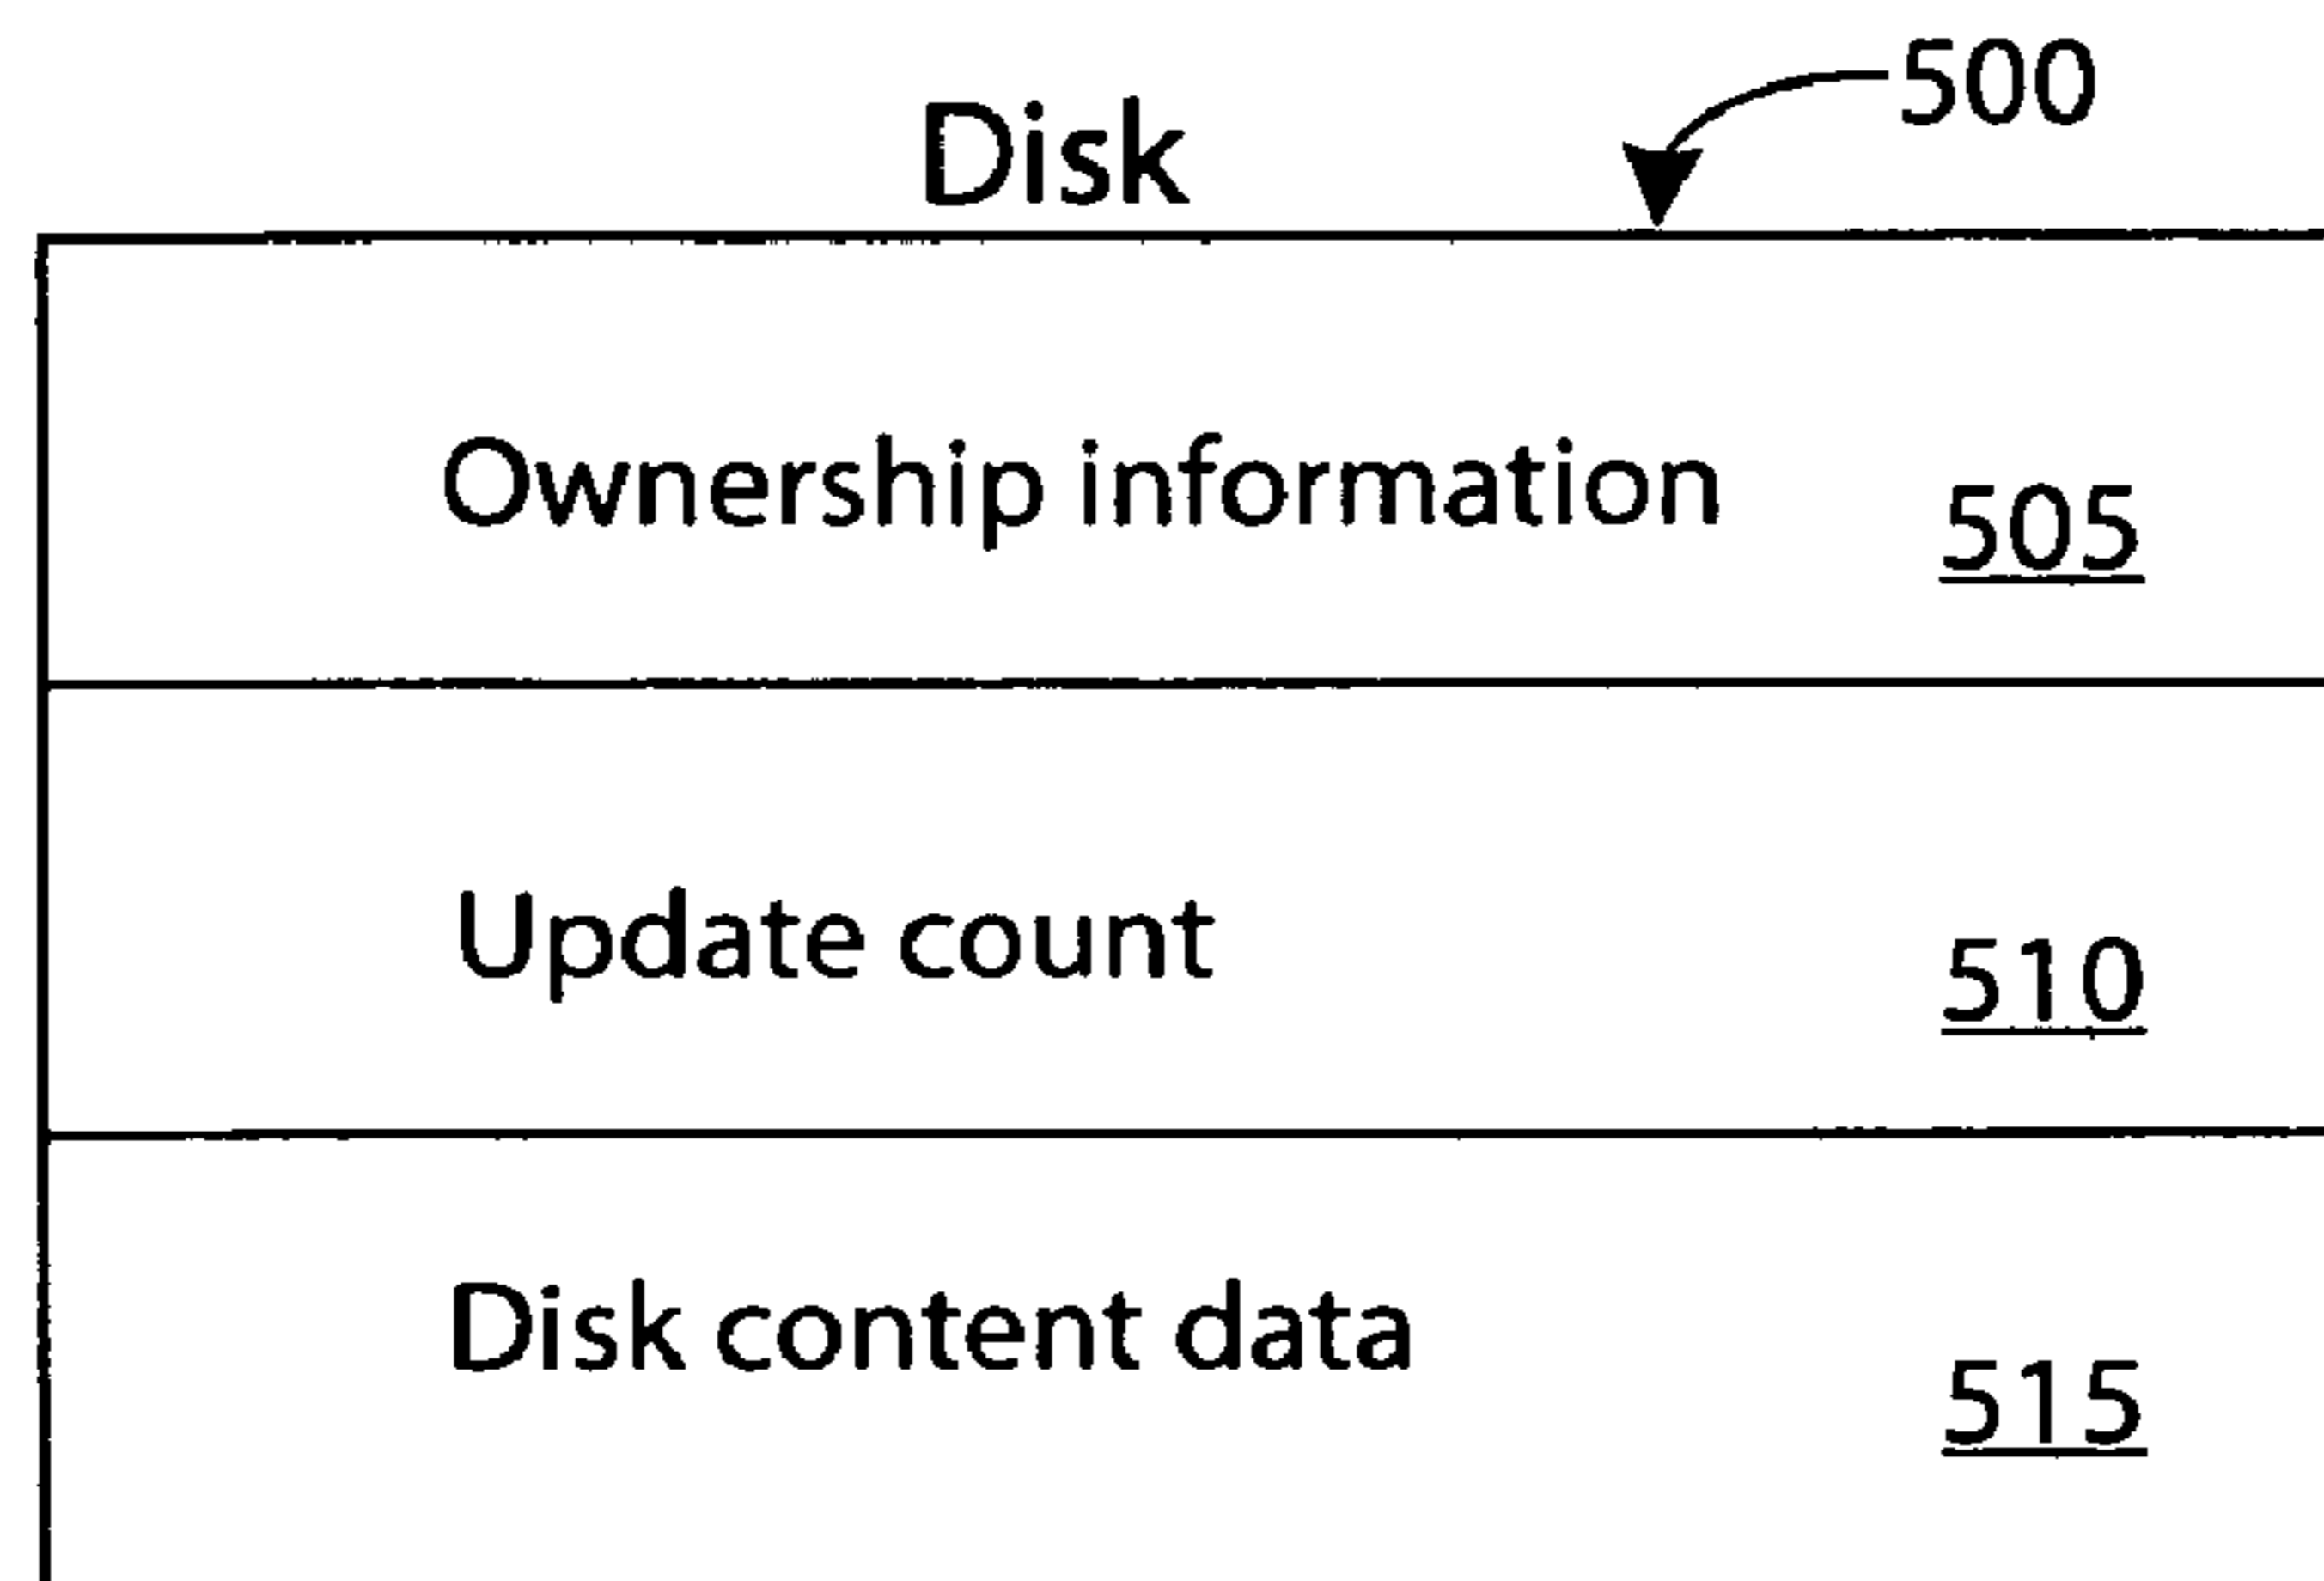 500
Disk
Ownership information
505
Update count
510
Disk content data
515